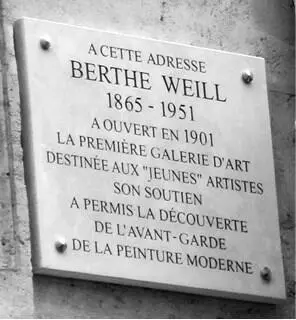 A CETTE ADRESSE
BERTHE WEILL
1865 - 1951
A OUVERT EN 1901
LA PREMIÈRE GALERIE D'ART
DESTINÉE AUX "JEUNES" ARTISTES
SON SOUTIEN
A PERMIS LA DÉCOUVERTE
DE L'AVANT-GARDE
DE LA PEINTURE MODERNE